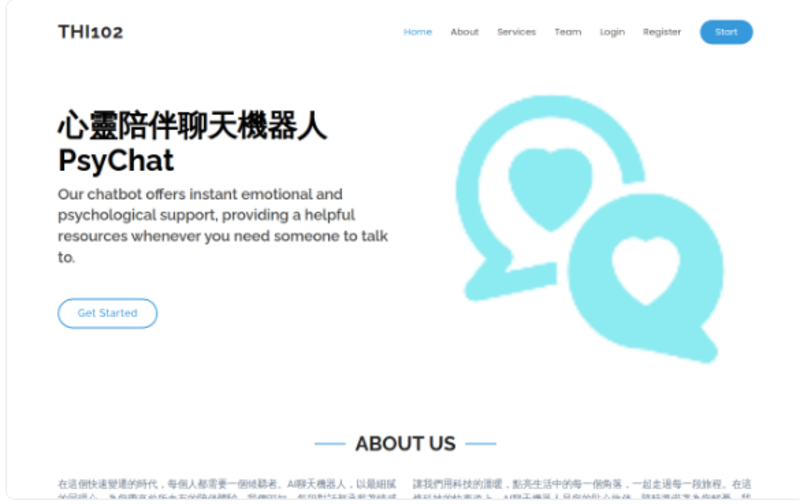 THI102
Home About Services Team Login Register Start
心靈陪伴聊天機器人
PsyChat
Our chatbot offers instant emotional and
psychological support, providing a helpful
resources whenever you need someone to talk
to.
Get Started
ABOUT US
在這個快速變遷的時代，每個人都需要一個傾聽者。AI聊天機器人，以最細膩
讓我們用科技的溫暖，點亮生活中的每一個角落，一起走過每一段旅程。在這